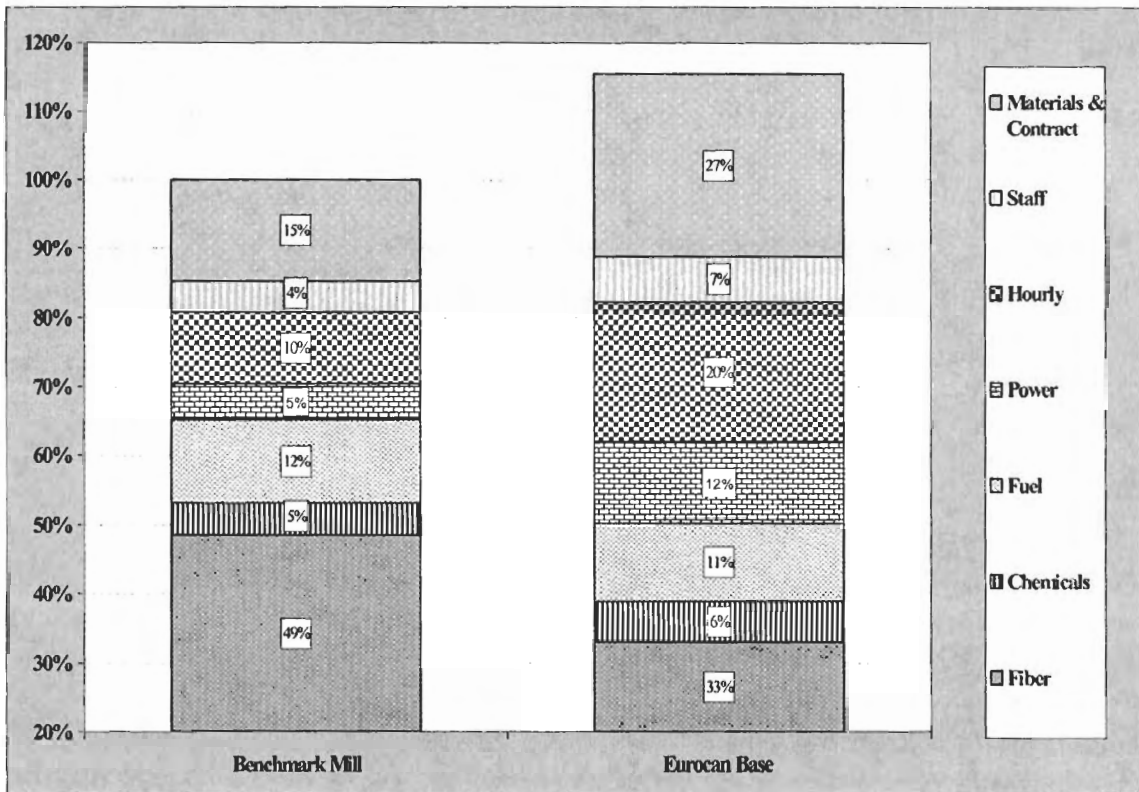 120%
110%
100%
90%
80%
70%
60%
50%
40%
30%
20%
15%
4%
10%
5%
12%
5%
49%
27%
7%
20%
12%
11%
6%
33%
Benchmark Mill
Eurocan Base
Materials &
Contract
Staff
Hourly
Power
Fuel
Chemicals
Fiber